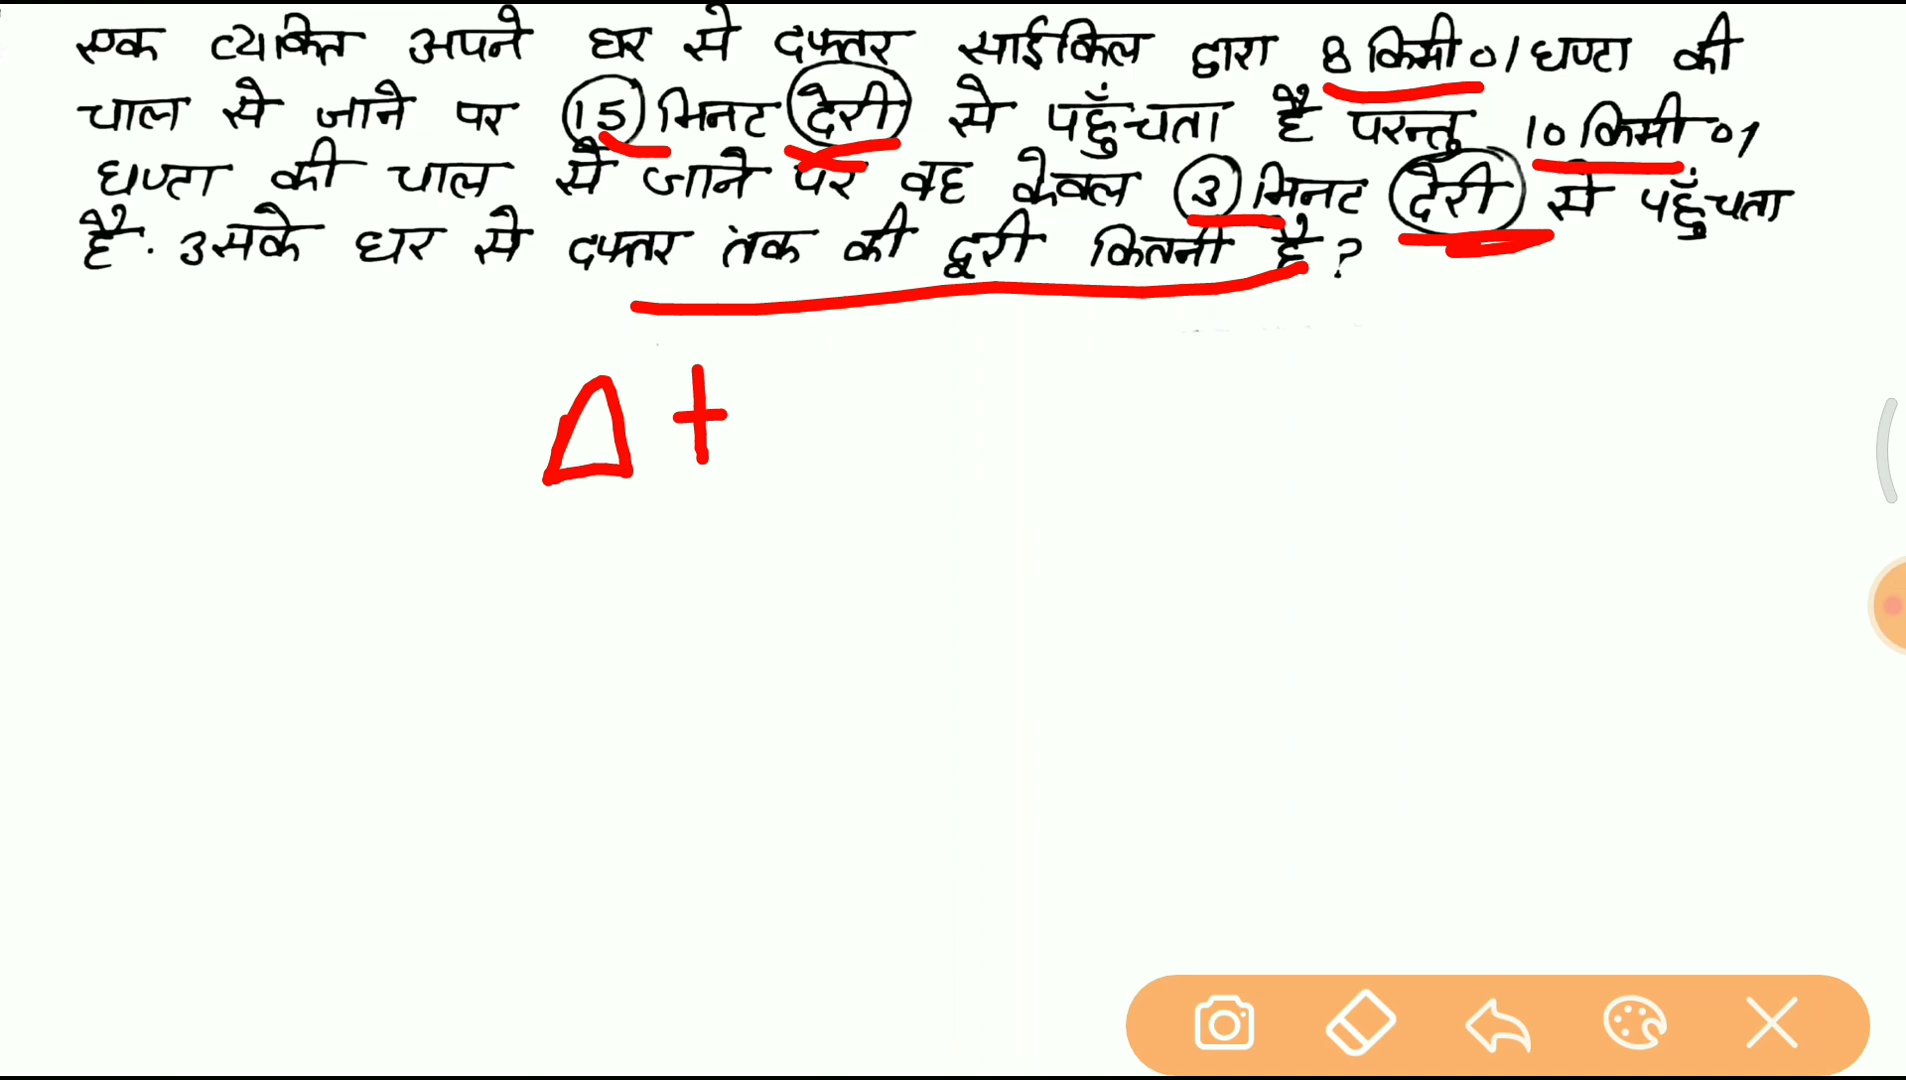 एक व्यक्ति अपने घर से दफ्तर साईकिल द्वारा 8 किमी०/घण्टा की
चाल से जाने पर 15 मिनट देरी से पहुँचता है परन्तु 10 किमी०/
घण्टा की चाल से जाने पर वह केवल 3 मिनट देरी से पहुँचता
है. उसके घर से दफ्तर तक की दूरी कितनी है?
Δt